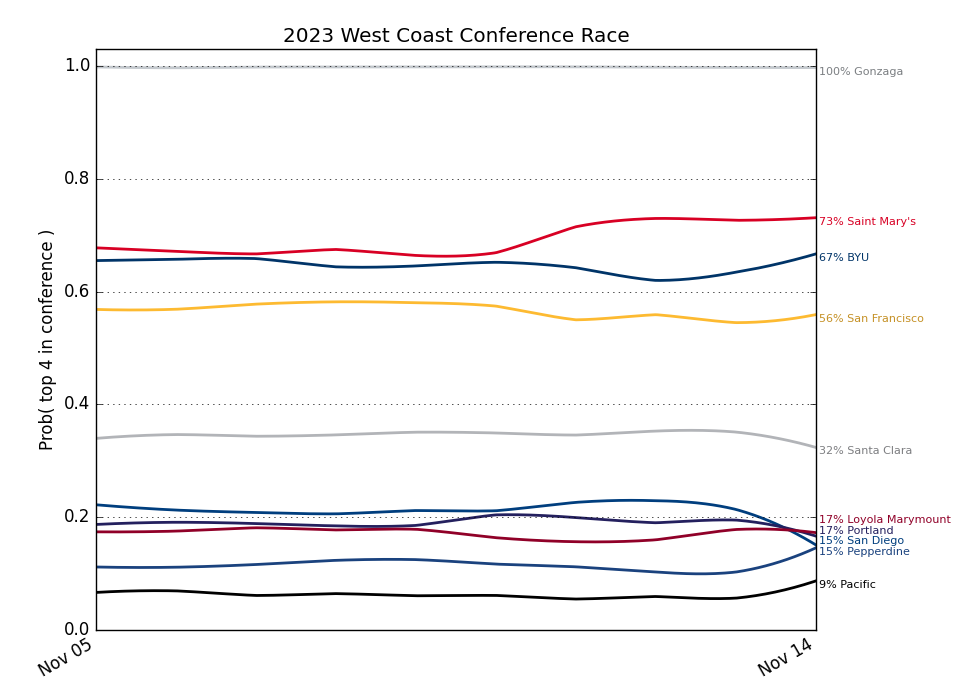 2023 West Coast Conference Race
Prob( top 4 in conference )
1.0
0.8
0.6
0.4
0.2
0.0
Nov 05
Nov 14
100% Gonzaga
73% Saint Mary's
67% BYU
56% San Francisco
32% Santa Clara
17% Loyola Marymount
17% Portland
15% San Diego
15% Pepperdine
9% Pacific